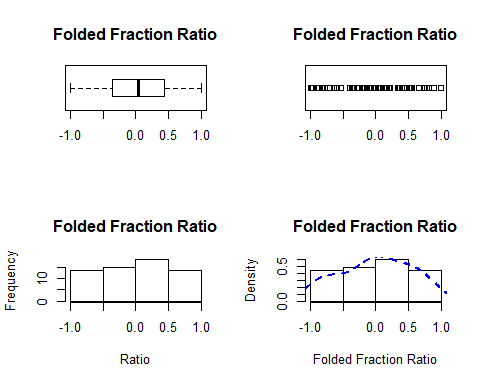 Folded Fraction Ratio
-1.0 0.0 0.5 1.0
Folded Fraction Ratio
-1.0 0.0 0.5 1.0
Folded Fraction Ratio
Frequency
0 10
-1.0 0.0 0.5 1.0
Ratio
Folded Fraction Ratio
Density
0.0 0.5
-1.0 0.0 0.5 1.0
Folded Fraction Ratio